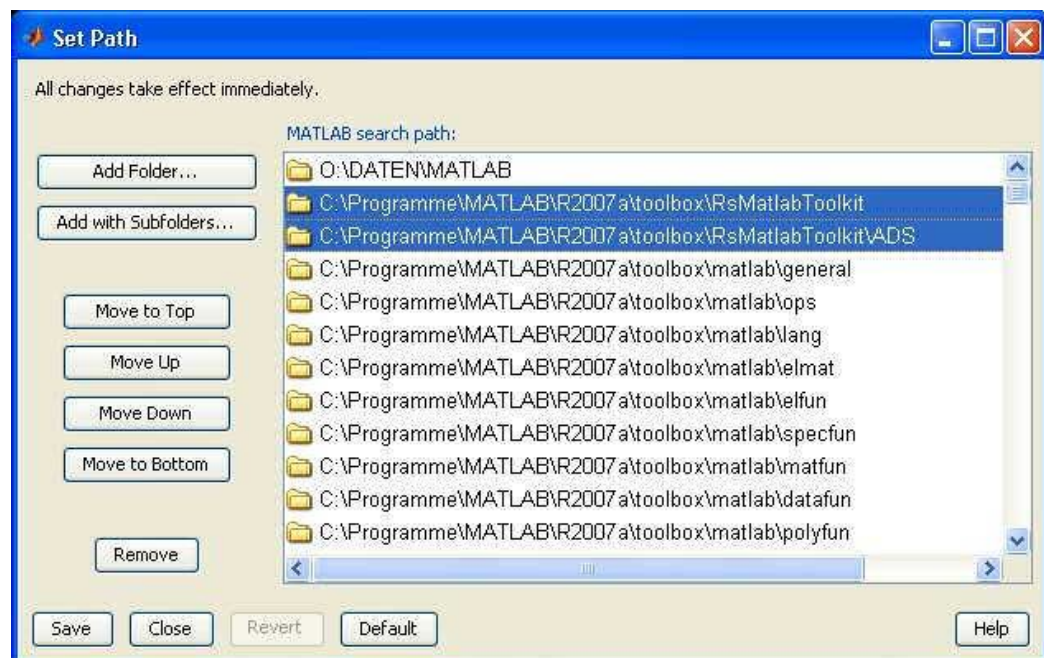 Set Path
All changes take effect immediately.
MATLAB search path:
Add Folder...
Add with Subfolders...
Move to Top
Move Up
Move Down
Move to Bottom
Remove
O:\DATEN\MATLAB
C:\Programme\MATLAB\R2007a\toolbox\RsMatlabToolkit
C:\Programme\MATLAB\R2007a\toolbox\RsMatlabToolkit\ADS
C:\Programme\MATLAB\R2007a\toolbox\matlab\general
C:\Programme\MATLAB\R2007a\toolbox\matlab\ops
C:\Programme\MATLAB\R2007a\toolbox\matlab\lang
C:\Programme\MATLAB\R2007a\toolbox\matlab\elmat
C:\Programme\MATLAB\R2007a\toolbox\matlab\elfun
C:\Programme\MATLAB\R2007a\toolbox\matlab\specfun
C:\Programme\MATLAB\R2007a\toolbox\matlab\matfun
C:\Programme\MATLAB\R2007a\toolbox\matlab\datafun
C:\Programme\MATLAB\R2007a\toolbox\matlab\polyfun
Save
Close
Revert
Default
Help